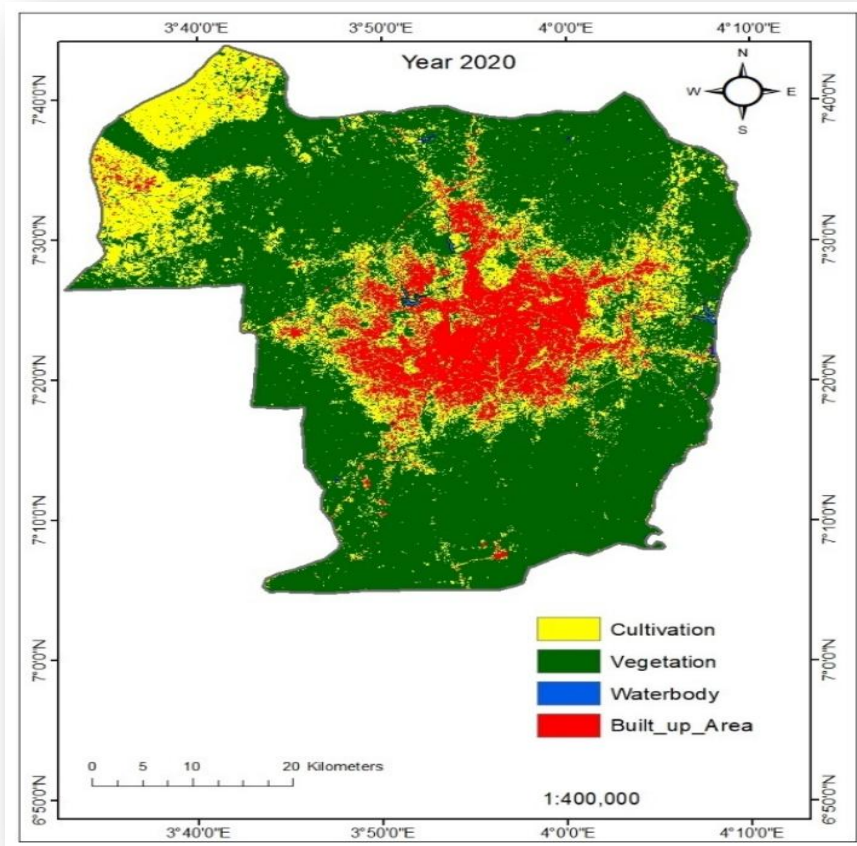 3°40'0"E 3°50'0"E 4°0'0"E 4°10'0"E
Year 2020
N
W E
S
7°40'0"N 7°40'0"N
7°30'0"N 7°30'0"N
7°20'0"N 7°20'0"N
7°10'0"N 7°10'0"N
7°0'0"N 7°0'0"N
6°50'0"N 6°50'0"N
Cultivation
Vegetation
Waterbody
Built_up_Area
0 5 10 20 Kilometers
1:400,000
3°40'0"E 3°50'0"E 4°0'0"E 4°10'0"E